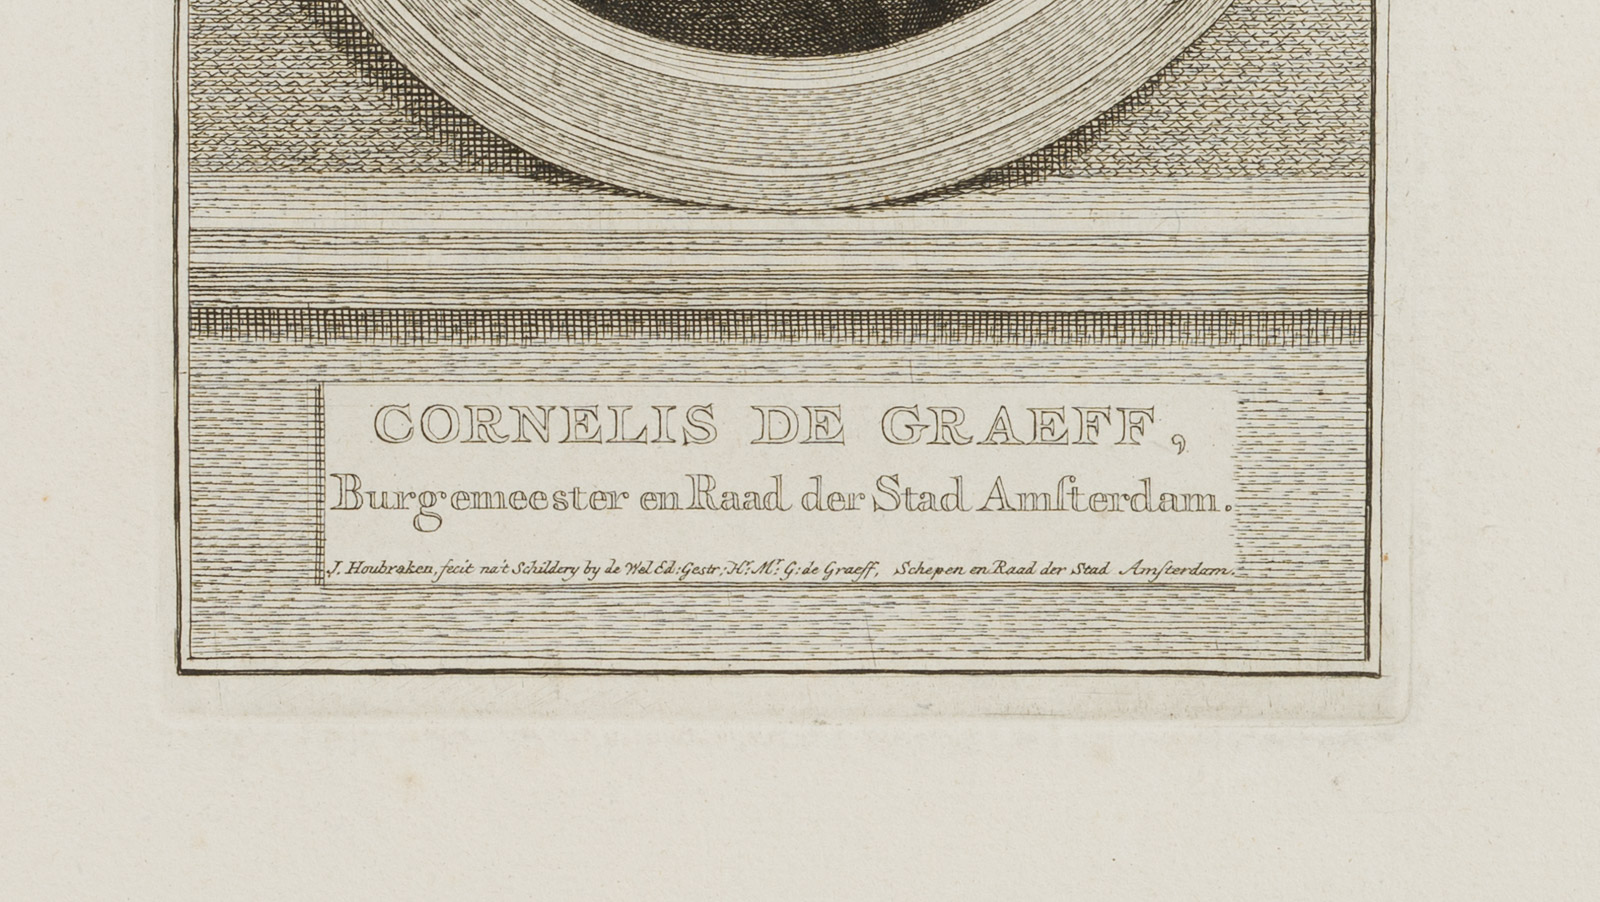 CORNELIS DE GRAEFF,
Burgemeester en Raad der Stad Amſterdam.
J. Houbraken, fecit na't Schildery by de Wel Ed: Gestr: Hr. Mr. G: de Graeff, Schepen en Raad der Stad Amſterdam.